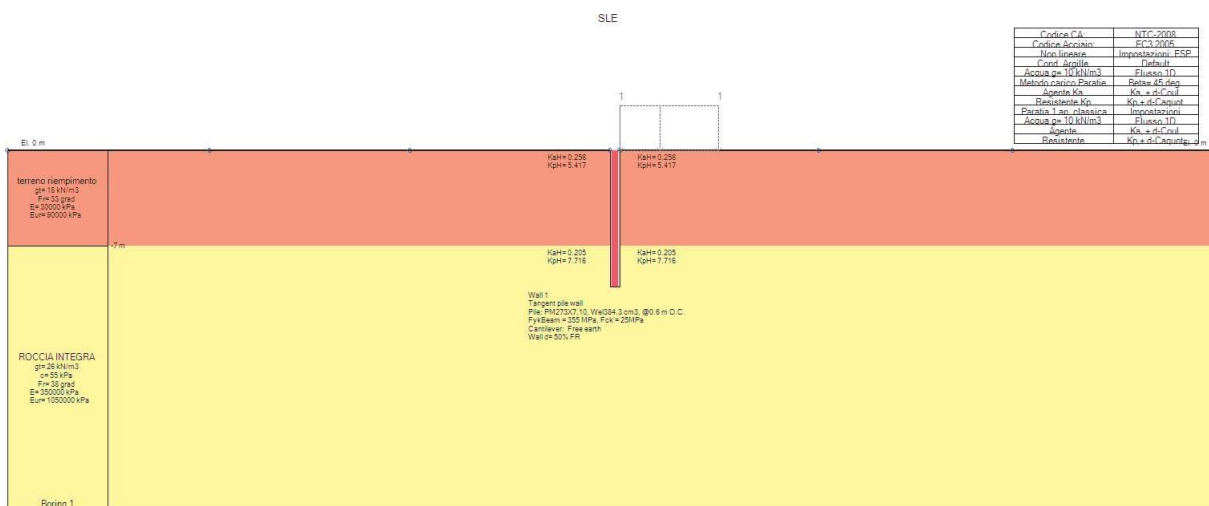 SLE
Codice CA: NTC-2008
Codice Acciaio: EC3 2005
Non lineare Impostazioni: ESP
Cond. Argille Default
Acqua g= 10 kN/m3 Flusso 1D
Metodo carico Paratie Beta= 45 deg
Agente Ka Ka + d-Coul
Resistente Kp Kp + d-Caquot
Paratia 1 ap. classica Impostazioni
Acqua g= 10 kN/m3 Flusso 1D
Agente Ka + d-Coul
Resistente Kp + d-Caquot
1 1
El. 0 m
El. 0 m
KaH= 0.256
KpH= 5.417
KaH= 0.256
KpH= 5.417
terreno riempimento
gt= 18 kN/m3
Fr= 33 grad
E= 30000 kPa
Eur= 90000 kPa
-7 m
KaH= 0.205
KpH= 7.716
KaH= 0.205
KpH= 7.716
Wall 1
Tangent pile wall
Pile: PM273X7.10, Wel384.3 cm3, @0.6 m O.C.
FykBeam = 355 MPa, Fck'= 25MPa
Cantilever: Free earth
Wall d= 50% FR
ROCCIA INTEGRA
gt= 26 kN/m3
c= 55 kPa
Fr= 38 grad
E= 350000 kPa
Eur= 1050000 kPa
Boring 1